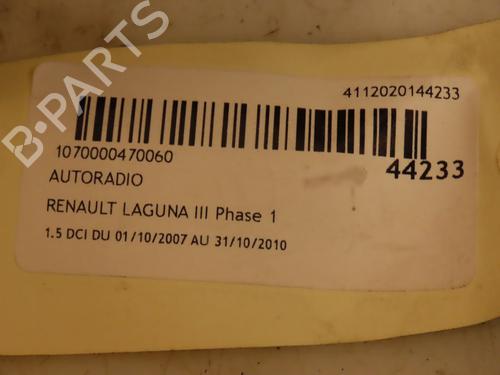 4112020144233
1070000470060
44233
AUTORADIO
RENAULT LAGUNA III Phase 1
1.5 DCI DU 01/10/2007 AU 31/10/2010
B-PARTS